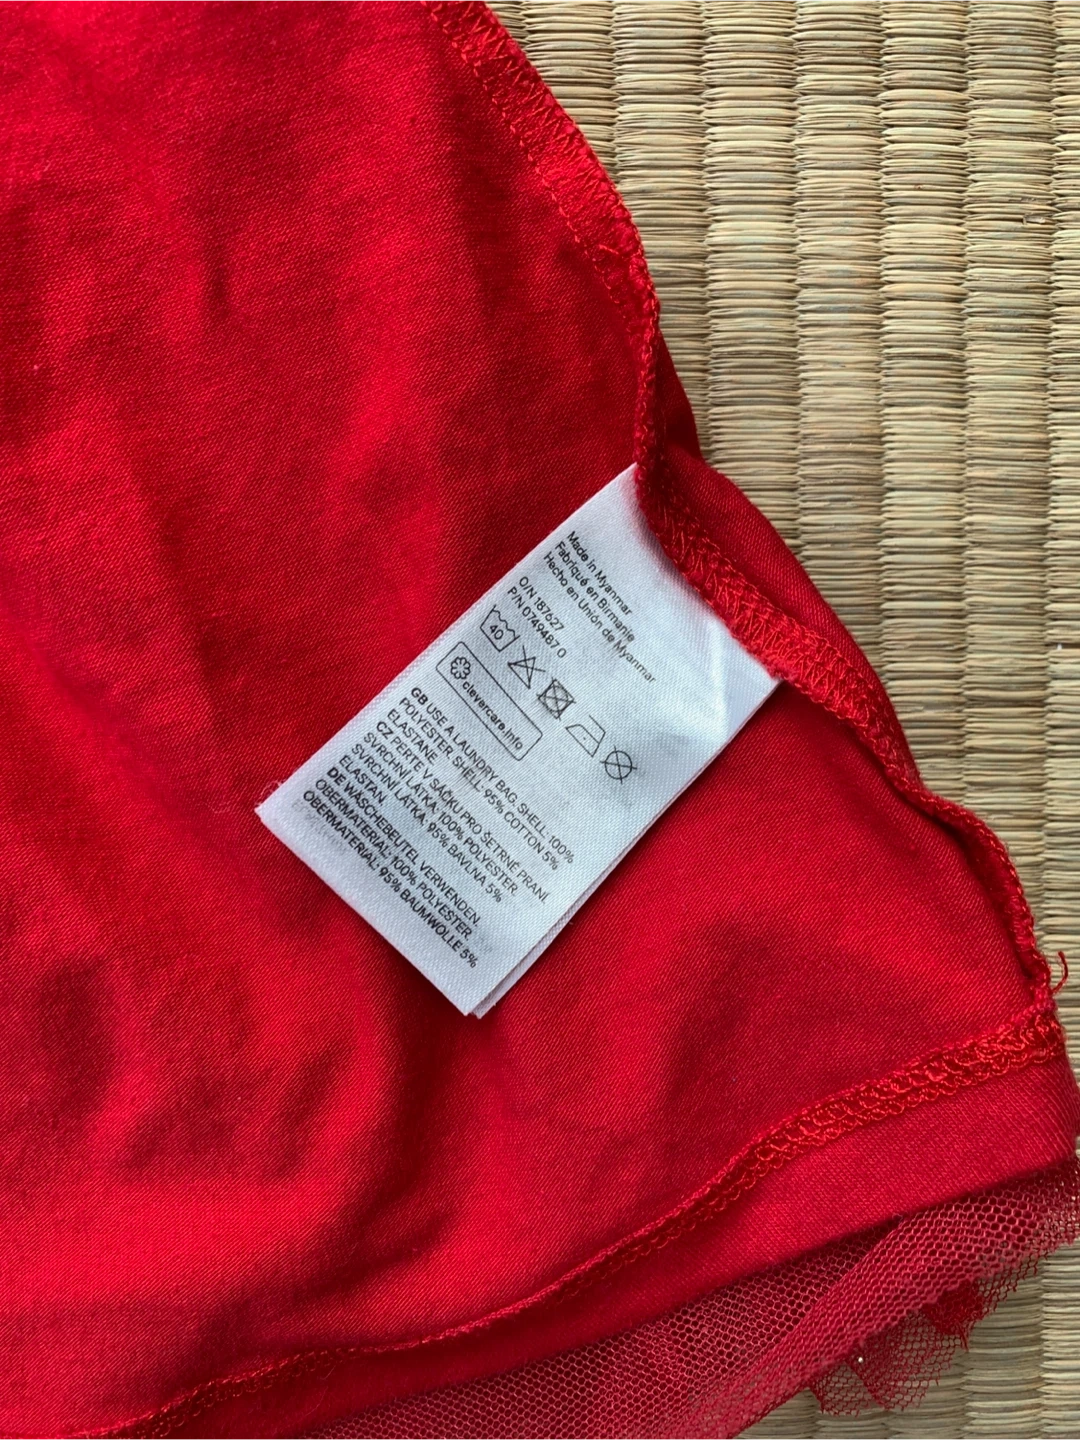 Made in Myanmar
Fabriqué en Birmanie
Hecho en Unión de Myanmar
O/N 187627
P/N 0749487 0
40
clevercare.info
GB USE A LAUNDRY BAG. SHELL: 100%
POLYESTER. SHELL: 95% COTTON 5%
ELASTANE
CZ PERTE V SÁČKU PRO ŠETRNÉ PRANÍ.
SVRCHNÍ LÁTKA: 100% POLYESTER.
SVRCHNÍ LÁTKA: 95% BAVLNA 5%
ELASTAN
DE WÄSCHEBEUTEL VERWENDEN.
OBERMATERIAL: 100% POLYESTER.
OBERMATERIAL: 95% BAUMWOLLE 5%